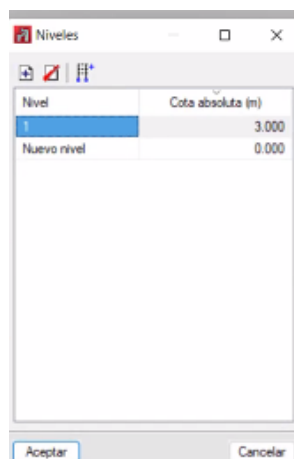 Niveles
Nivel Cota absoluta (m)
1 3.000
Nuevo nivel 0.000
Aceptar Cancelar